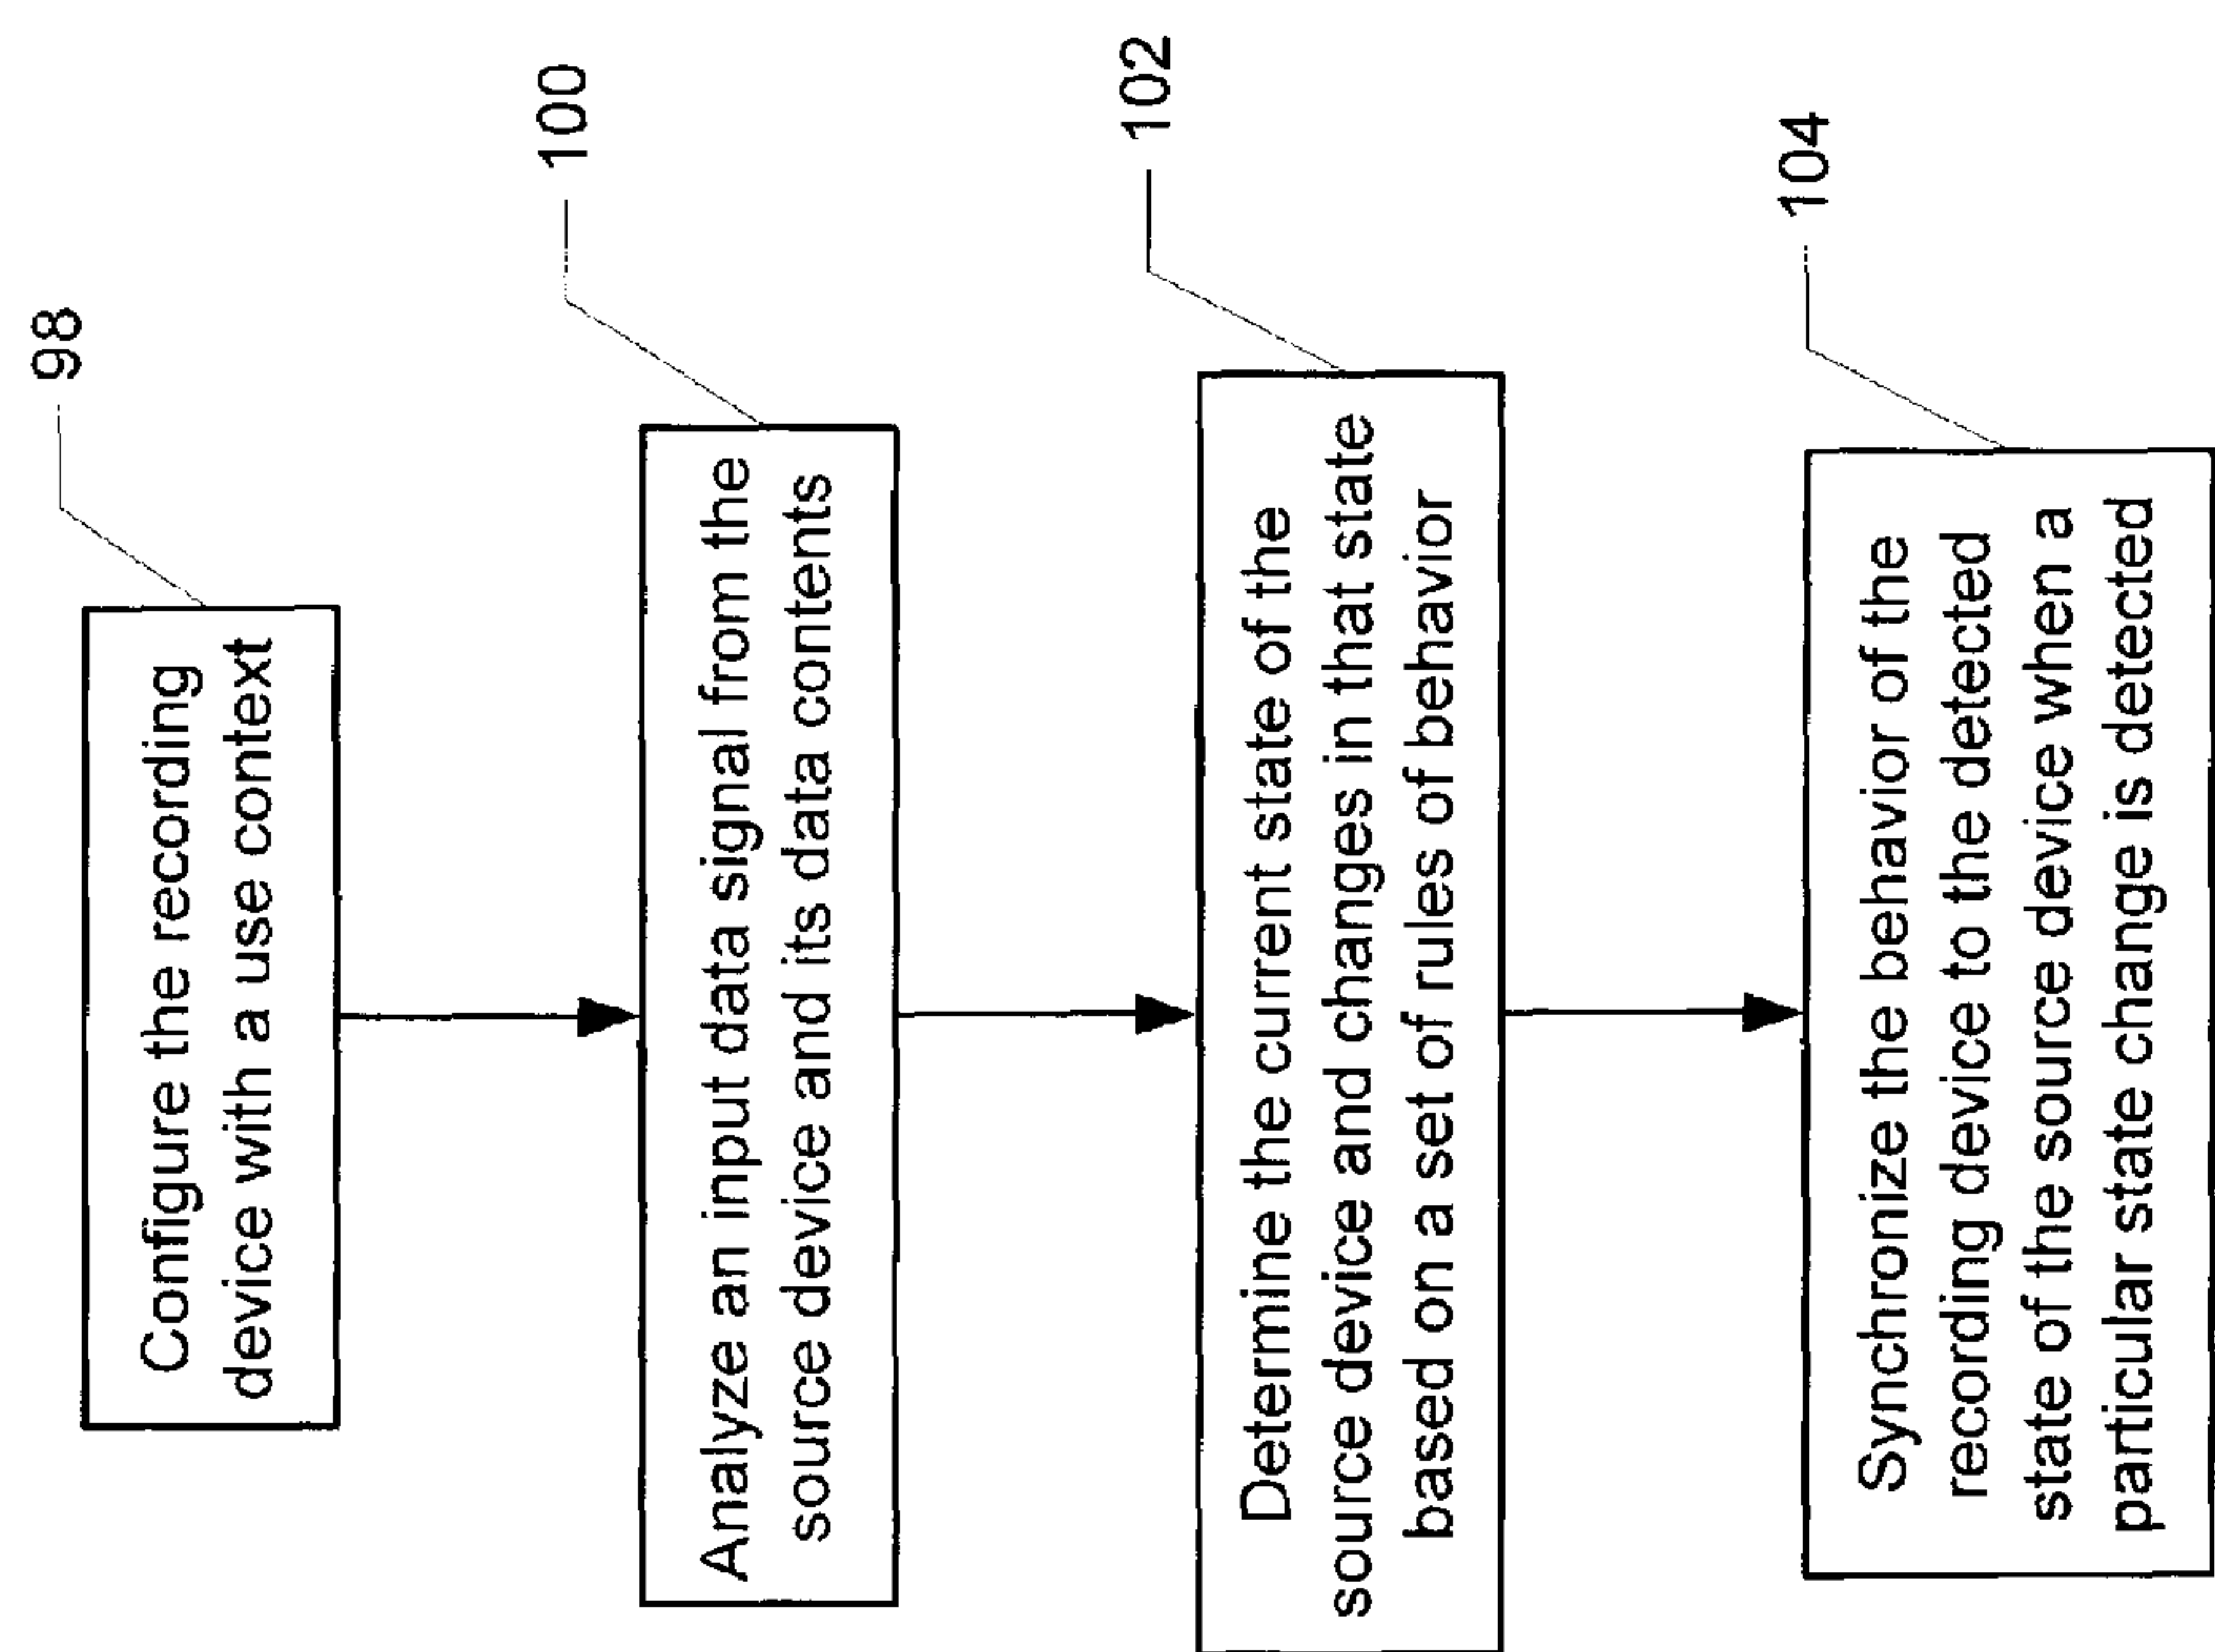 98
Configure the recording
device with a use context
100
Analyze an input data signal from the
source device and its data contents
102
Determine the current state of the
source device and changes in that state
based on a set of rules of behavior
104
Synchronize the behavior of the
recording device to the detected
state of the source device when a
particular state change is detected